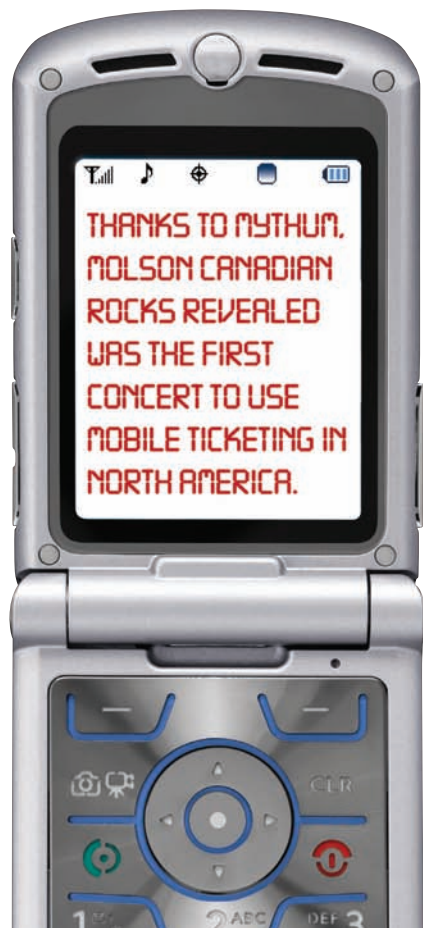 THANKS TO MYTHUM,
MOLSON CANADIAN
ROCKS REVEALED
WAS THE FIRST
CONCERT TO USE
MOBILE TICKETING IN
NORTH AMERICA.
CLR
1
2 ABC
DEF 3